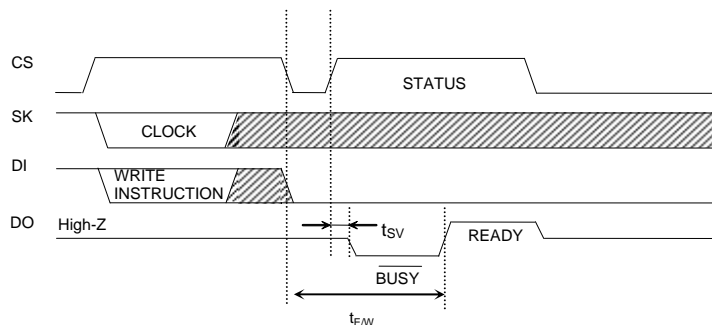 CS
STATUS
SK
CLOCK
DI
WRITE
INSTRUCTION
DO
High-Z
tSV
READY
BUSY
tE/W